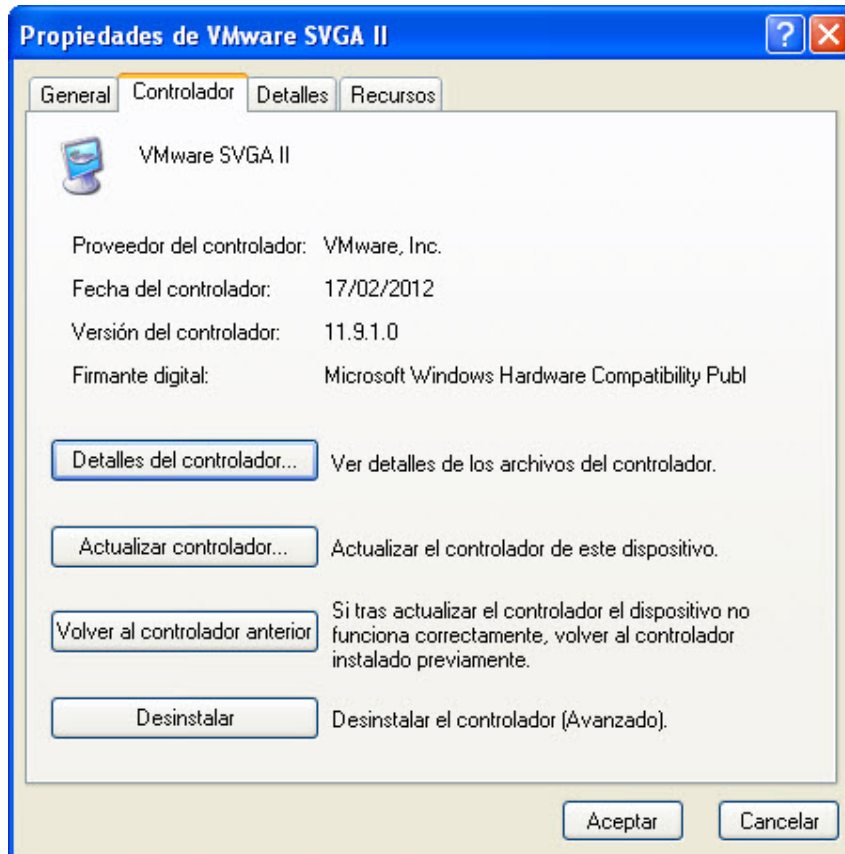 Propiedades de VMware SVGA II
General Controlador Detalles Recursos
VMware SVGA II
Proveedor del controlador: VMware, Inc.
Fecha del controlador: 17/02/2012
Versión del controlador: 11.9.1.0
Firmante digital: Microsoft Windows Hardware Compatibility Publ
Detalles del controlador... Ver detalles de los archivos del controlador.
Actualizar controlador... Actualizar el controlador de este dispositivo.
Volver al controlador anterior Si tras actualizar el controlador el dispositivo no
funciona correctamente, volver al controlador
instalado previamente.
Desinstalar Desinstalar el controlador (Avanzado).
Aceptar Cancelar